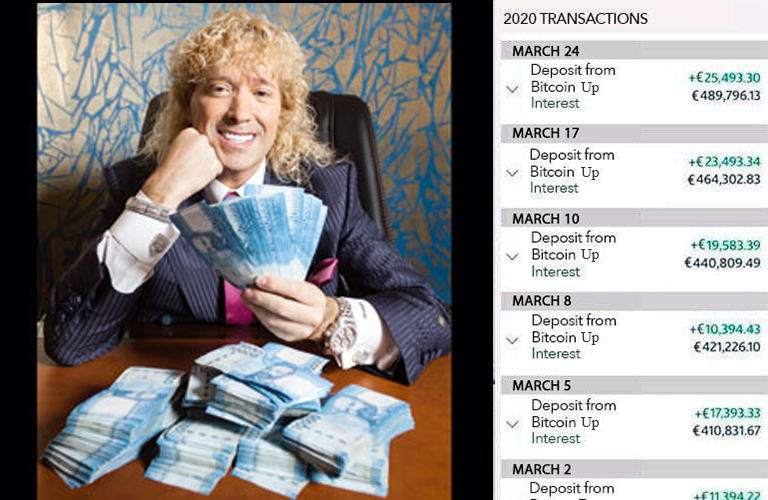 2020 TRANSACTIONS
MARCH 24
Deposit from
Bitcoin Up
Interest
+€25,493.30
€489,796.13
MARCH 17
Deposit from
Bitcoin Up
Interest
+€23,493.34
€464,302.83
MARCH 10
Deposit from
Bitcoin Up
Interest
+€19,583.39
€440,809.49
MARCH 8
Deposit from
Bitcoin Up
Interest
+€10,394.43
€421,226.10
MARCH 5
Deposit from
Bitcoin Up
Interest
+€17,393.33
€410,831.67
MARCH 2
Deposit from
+€11,394.22